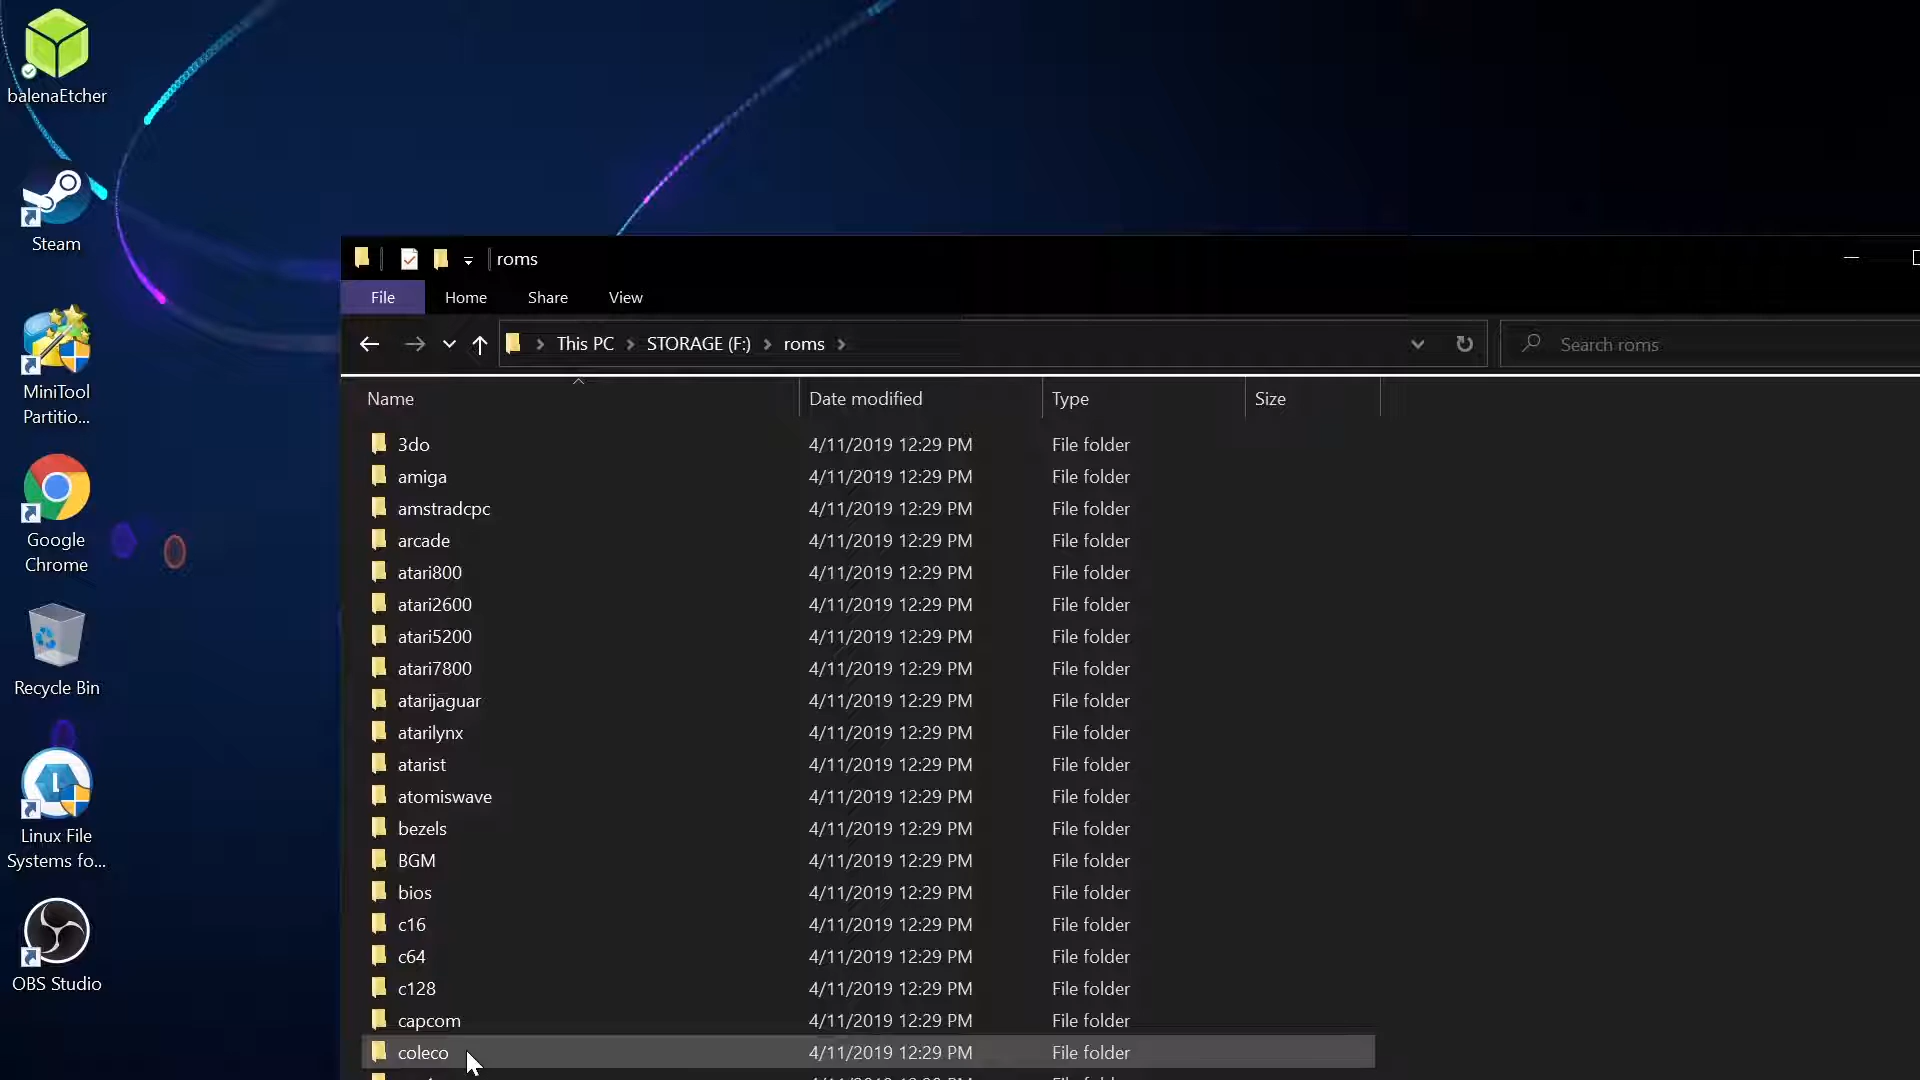 balenaEtcher
Steam
MiniTool
Partitio...
Google
Chrome
Recycle Bin
Linux File
Systems fo...
OBS Studio
roms
File Home Share View
This PC STORAGE (F:) roms
Search roms
Name Date modified Type Size
3do 4/11/2019 12:29 PM File folder
amiga 4/11/2019 12:29 PM File folder
amstradcpc 4/11/2019 12:29 PM File folder
arcade 4/11/2019 12:29 PM File folder
atari800 4/11/2019 12:29 PM File folder
atari2600 4/11/2019 12:29 PM File folder
atari5200 4/11/2019 12:29 PM File folder
atari7800 4/11/2019 12:29 PM File folder
atarijaguar 4/11/2019 12:29 PM File folder
atarilynx 4/11/2019 12:29 PM File folder
atarist 4/11/2019 12:29 PM File folder
atomiswave 4/11/2019 12:29 PM File folder
bezels 4/11/2019 12:29 PM File folder
BGM 4/11/2019 12:29 PM File folder
bios 4/11/2019 12:29 PM File folder
c16 4/11/2019 12:29 PM File folder
c64 4/11/2019 12:29 PM File folder
c128 4/11/2019 12:29 PM File folder
capcom 4/11/2019 12:29 PM File folder
coleco 4/11/2019 12:29 PM File folder